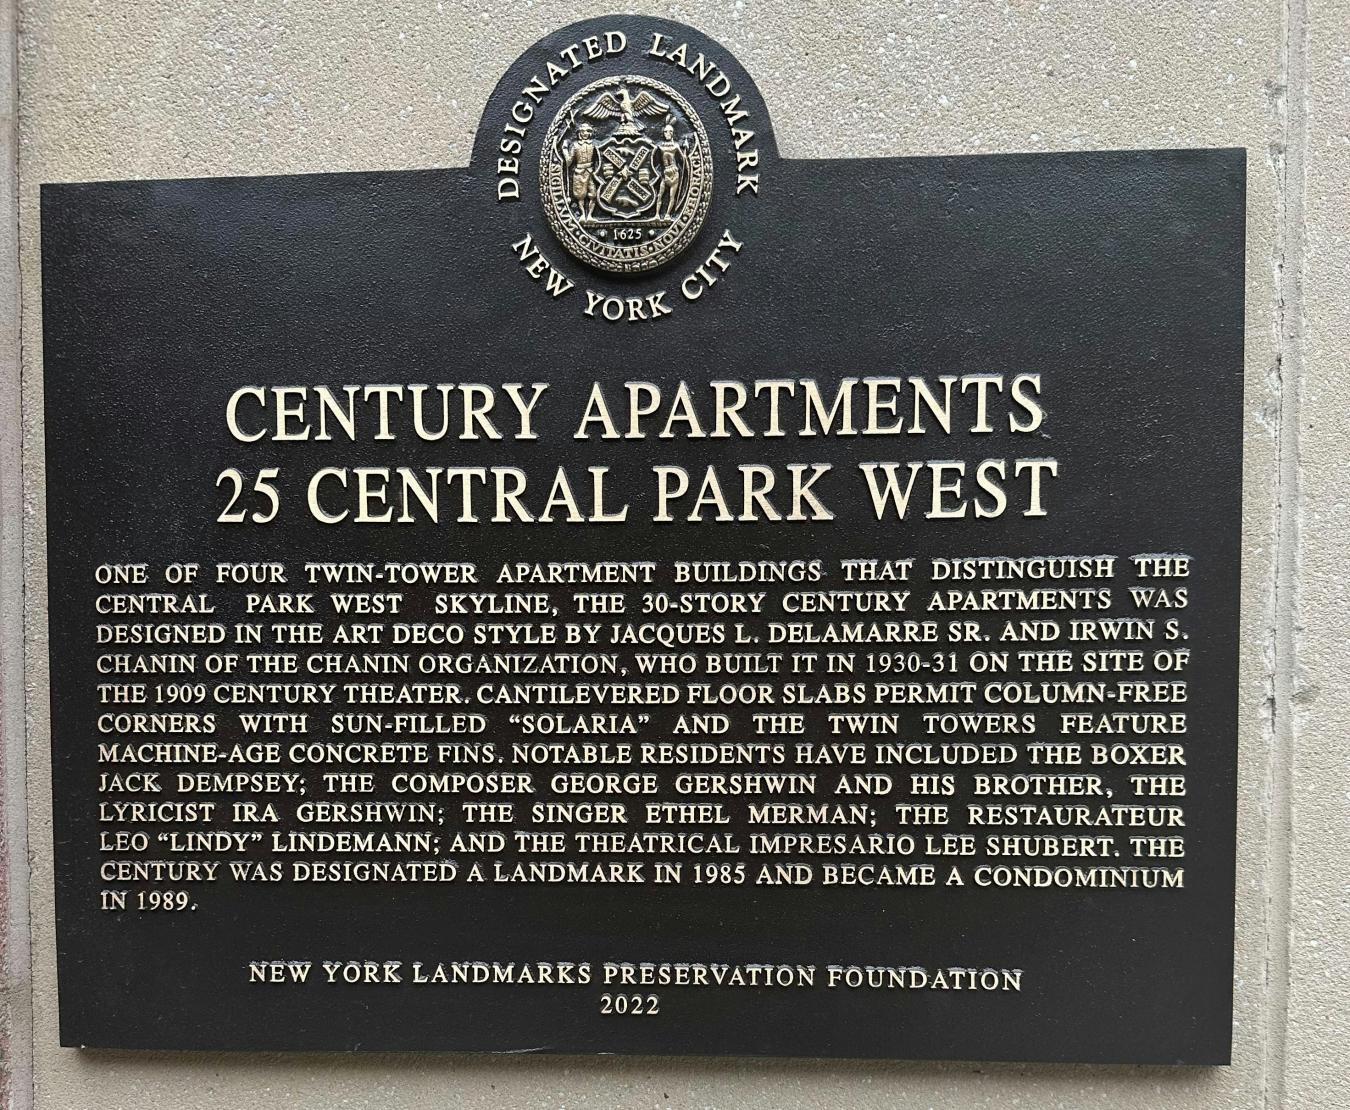 DESIGNATED LANDMARK
SIGILLVM · CIVITATIS · NOVI · EBORACI
1625
NEW YORK CITY
CENTURY APARTMENTS
25 CENTRAL PARK WEST
ONE OF FOUR TWIN-TOWER APARTMENT BUILDINGS THAT DISTINGUISH THE
CENTRAL PARK WEST SKYLINE, THE 30-STORY CENTURY APARTMENTS WAS
DESIGNED IN THE ART DECO STYLE BY JACQUES L. DELAMARRE SR. AND IRWIN S.
CHANIN OF THE CHANIN ORGANIZATION, WHO BUILT IT IN 1930-31 ON THE SITE OF
THE 1909 CENTURY THEATER. CANTILEVERED FLOOR SLABS PERMIT COLUMN-FREE
CORNERS WITH SUN-FILLED “SOLARIA” AND THE TWIN TOWERS FEATURE
MACHINE-AGE CONCRETE FINS. NOTABLE RESIDENTS HAVE INCLUDED THE BOXER
JACK DEMPSEY; THE COMPOSER GEORGE GERSHWIN AND HIS BROTHER, THE
LYRICIST IRA GERSHWIN; THE SINGER ETHEL MERMAN; THE RESTAURATEUR
LEO “LINDY” LINDEMANN; AND THE THEATRICAL IMPRESARIO LEE SHUBERT. THE
CENTURY WAS DESIGNATED A LANDMARK IN 1985 AND BECAME A CONDOMINIUM
IN 1989.
NEW YORK LANDMARKS PRESERVATION FOUNDATION
2022